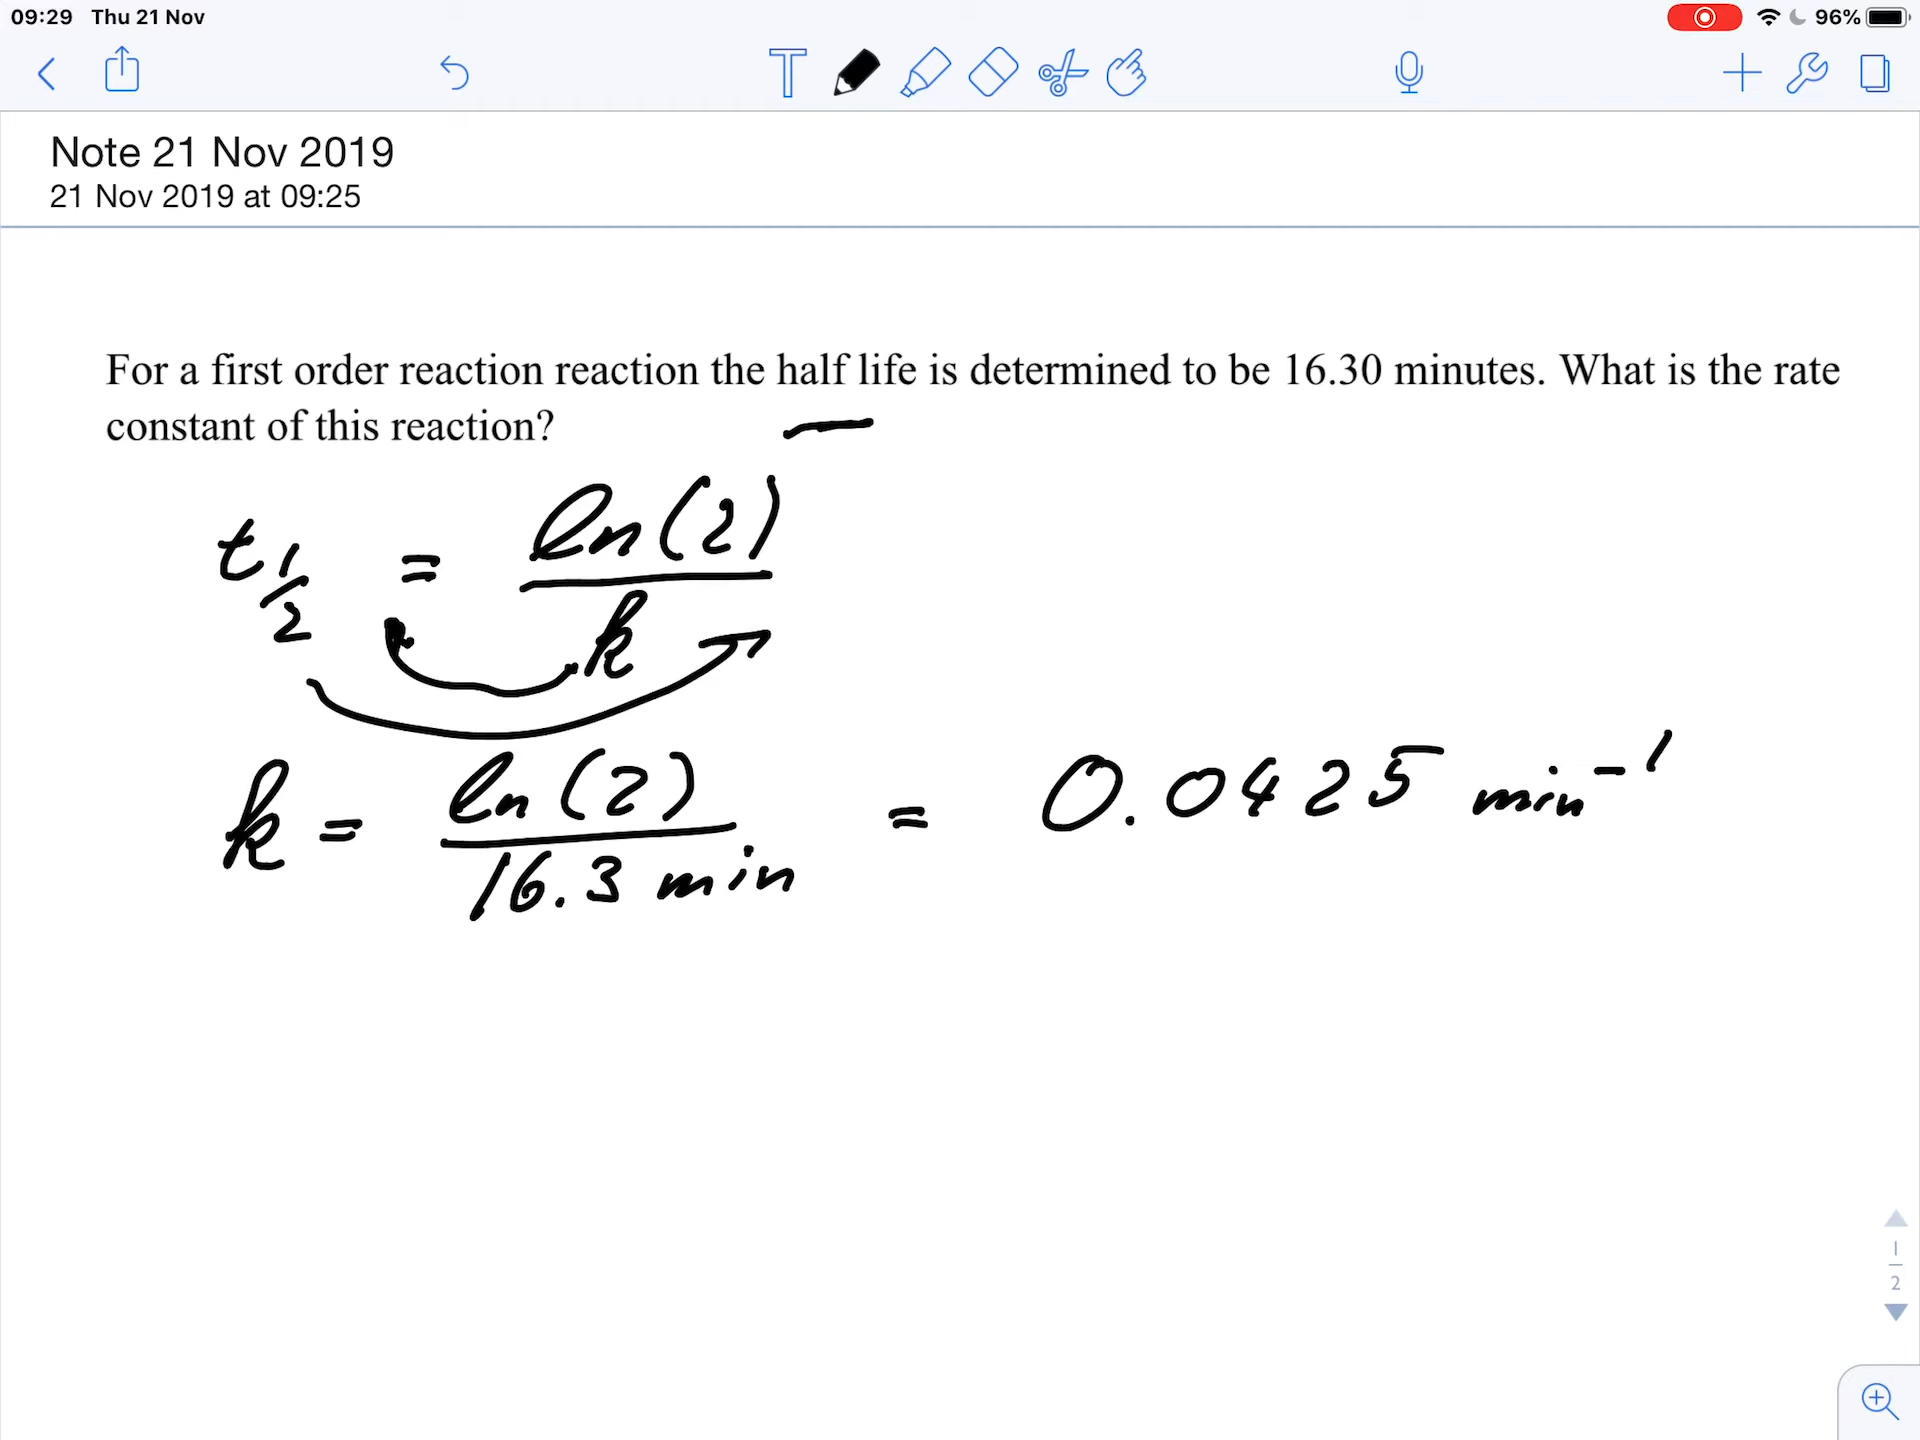 09:29 Thu 21 Nov
96%
T
Note 21 Nov 2019
21 Nov 2019 at 09:25
For a first order reaction reaction the half life is determined to be 16.30 minutes. What is the rate
constant of this reaction?
t1/2 = ln(2)/k
k = ln(2)/16.3 min = 0.0425 min⁻¹
1
2